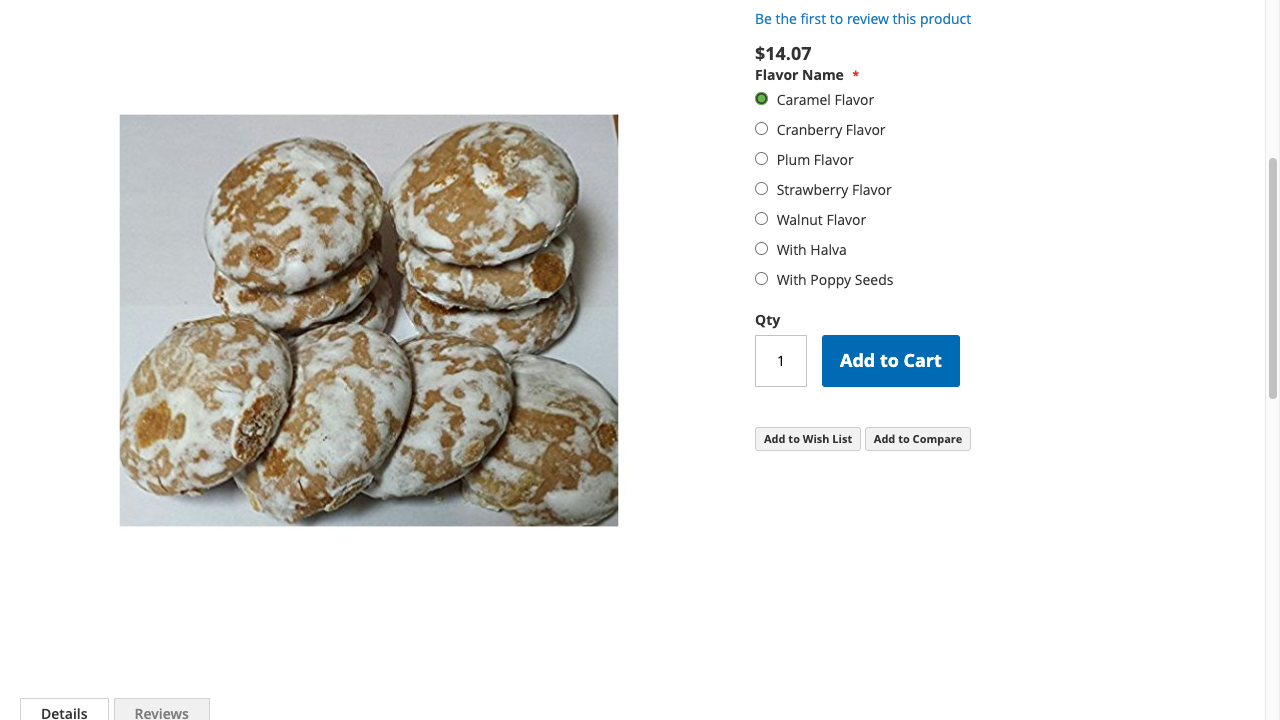 Be the first to review this product
$14.07
Flavor Name *
Caramel Flavor
Cranberry Flavor
Plum Flavor
Strawberry Flavor
Walnut Flavor
With Halva
With Poppy Seeds
Qty
1 Add to Cart
Add to Wish List Add to Compare
Details Reviews